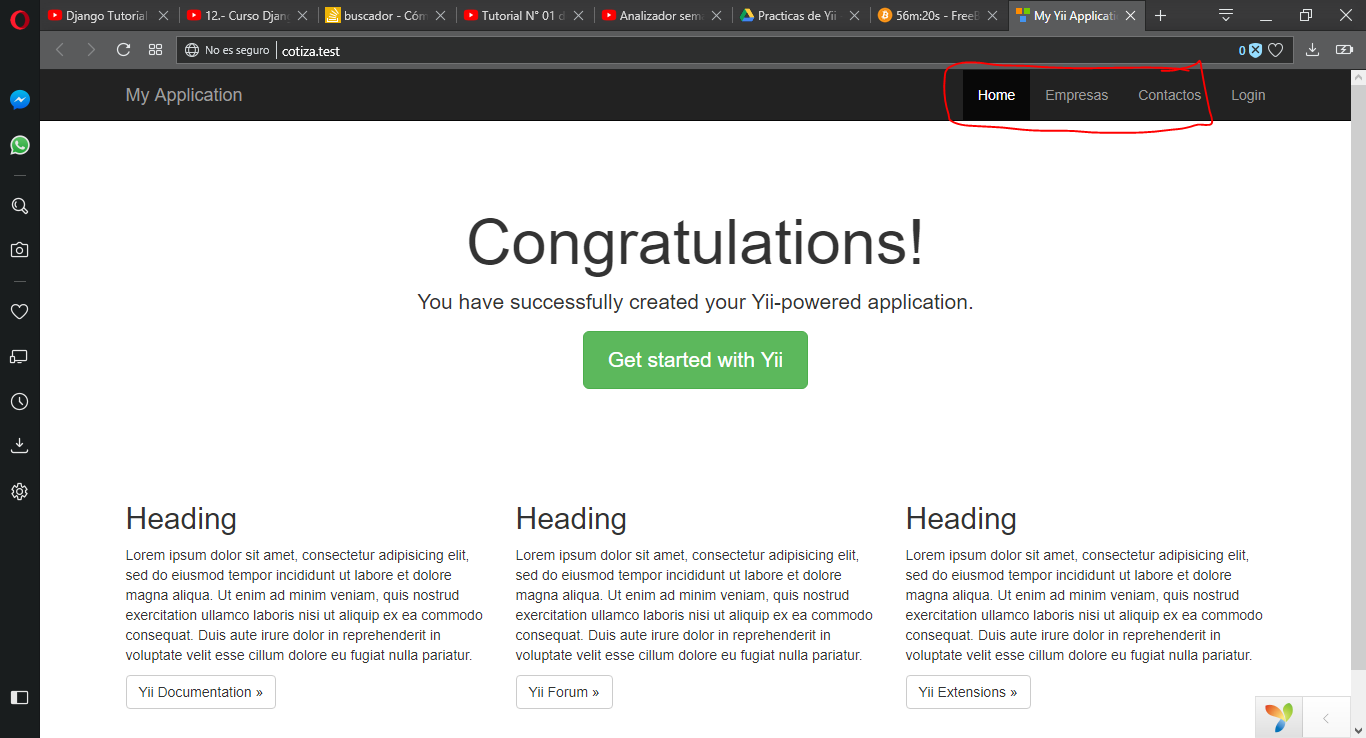 Django Tutorial
12.- Curso Djang
buscador - Cóm
Tutorial N° 01 d
Analizador sema
Practicas de Yii -
56m:20s - FreeB
My Yii Applicati
No es seguro
cotiza.test
0
My Application
Home
Empresas
Contactos
Login
Congratulations!
You have successfully created your Yii-powered application.
Get started with Yii
Heading
Lorem ipsum dolor sit amet, consectetur adipisicing elit,
sed do eiusmod tempor incididunt ut labore et dolore
magna aliqua. Ut enim ad minim veniam, quis nostrud
exercitation ullamco laboris nisi ut aliquip ex ea commodo
consequat. Duis aute irure dolor in reprehenderit in
voluptate velit esse cillum dolore eu fugiat nulla pariatur.
Yii Documentation »
Heading
Lorem ipsum dolor sit amet, consectetur adipisicing elit,
sed do eiusmod tempor incididunt ut labore et dolore
magna aliqua. Ut enim ad minim veniam, quis nostrud
exercitation ullamco laboris nisi ut aliquip ex ea commodo
consequat. Duis aute irure dolor in reprehenderit in
voluptate velit esse cillum dolore eu fugiat nulla pariatur.
Yii Forum »
Heading
Lorem ipsum dolor sit amet, consectetur adipisicing elit,
sed do eiusmod tempor incididunt ut labore et dolore
magna aliqua. Ut enim ad minim veniam, quis nostrud
exercitation ullamco laboris nisi ut aliquip ex ea commodo
consequat. Duis aute irure dolor in reprehenderit in
voluptate velit esse cillum dolore eu fugiat nulla pariatur.
Yii Extensions »